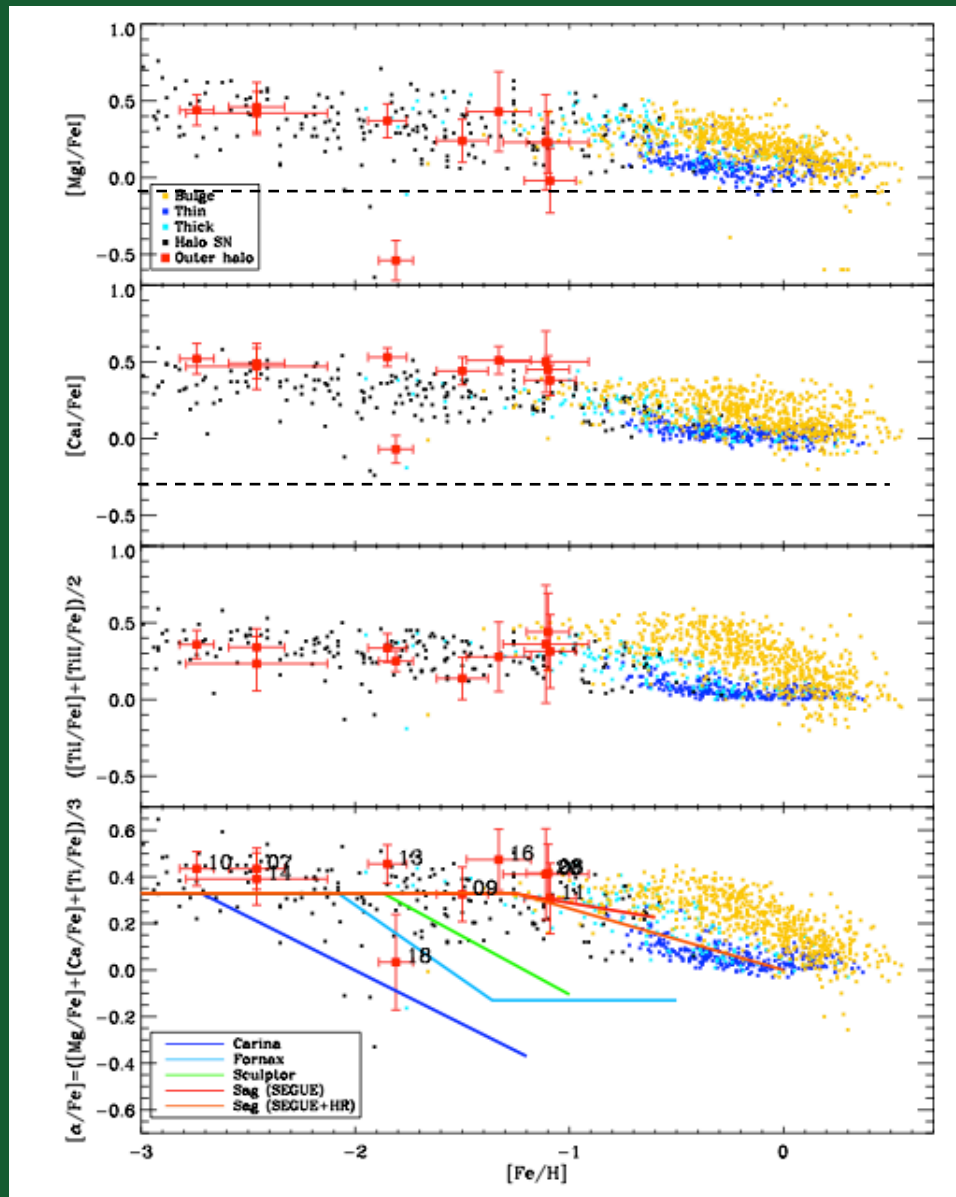 1.0
0.5
0.0
−0.5
[MgI/FeI]
Bulge
Thin
Thick
Halo SN
Outer halo
1.0
0.5
0.0
−0.5
[CaI/FeI]
1.0
0.5
0.0
−0.5
([TiI/FeI]+[TiII/FeI])/2
0.6
0.4
0.2
0.0
−0.2
−0.4
−0.6
[α/Fe]=([Mg/Fe]+[Ca/Fe]+[Ti/Fe])/3
10
07
14
13
09
18
16
11
Carina
Fornax
Sculptor
Sag (SEGUE)
Sag (SEGUE+HR)
-3
-2
-1
0
[Fe/H]